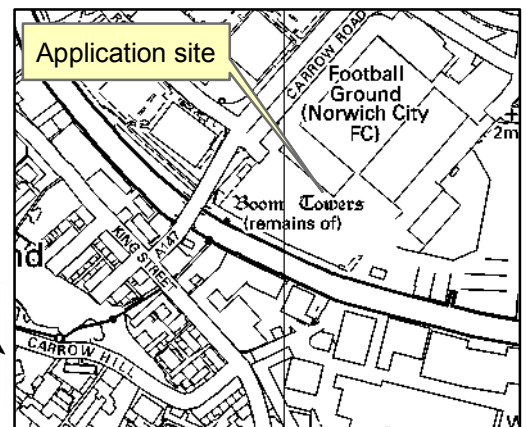 Application site
CARROW ROAD
Football
Ground
(Norwich City
FC)
2m
Boom Towers
(remains of)
A147
KING STREET
nd
CARROW HILL
W